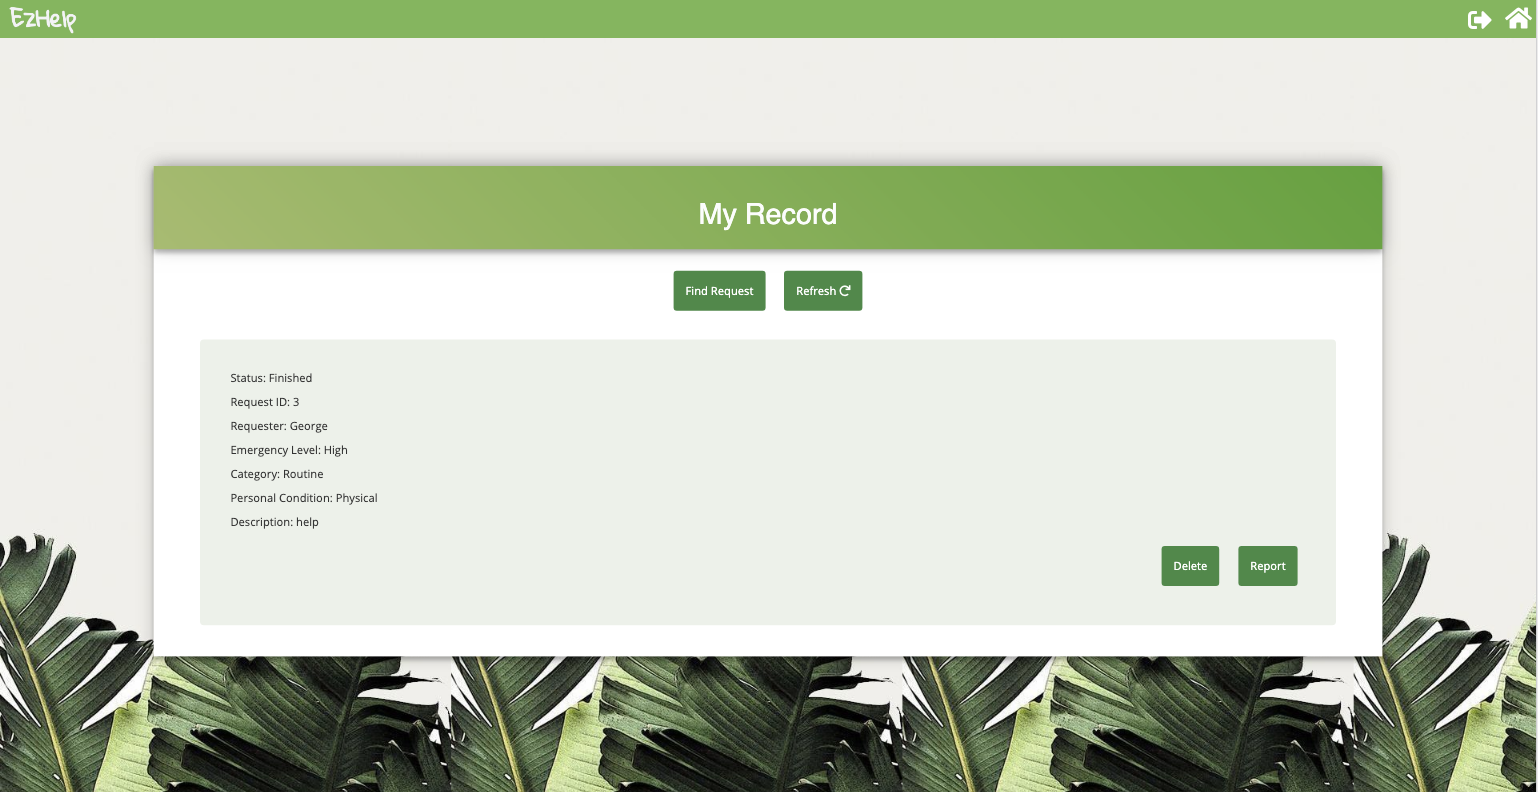 EzHelp
My Record
Find Request
Refresh
Status: Finished
Request ID: 3
Requester: George
Emergency Level: High
Category: Routine
Personal Condition: Physical
Description: help
Delete
Report